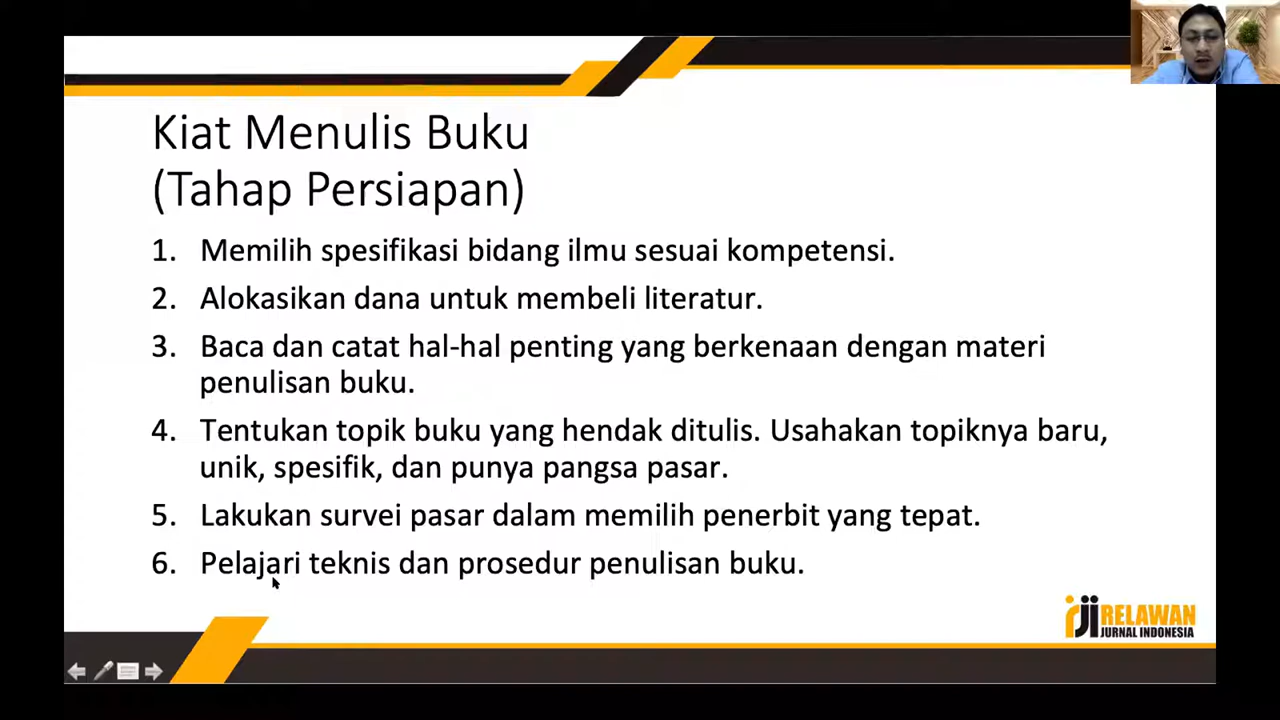 Kiat Menulis Buku
(Tahap Persiapan)
1. Memilih spesifikasi bidang ilmu sesuai kompetensi.
2. Alokasikan dana untuk membeli literatur.
3. Baca dan catat hal-hal penting yang berkenaan dengan materi
penulisan buku.
4. Tentukan topik buku yang hendak ditulis. Usahakan topiknya baru,
unik, spesifik, dan punya pangsa pasar.
5. Lakukan survei pasar dalam memilih penerbit yang tepat.
6. Pelajari teknis dan prosedur penulisan buku.
rji RELAWAN
JURNAL INDONESIA